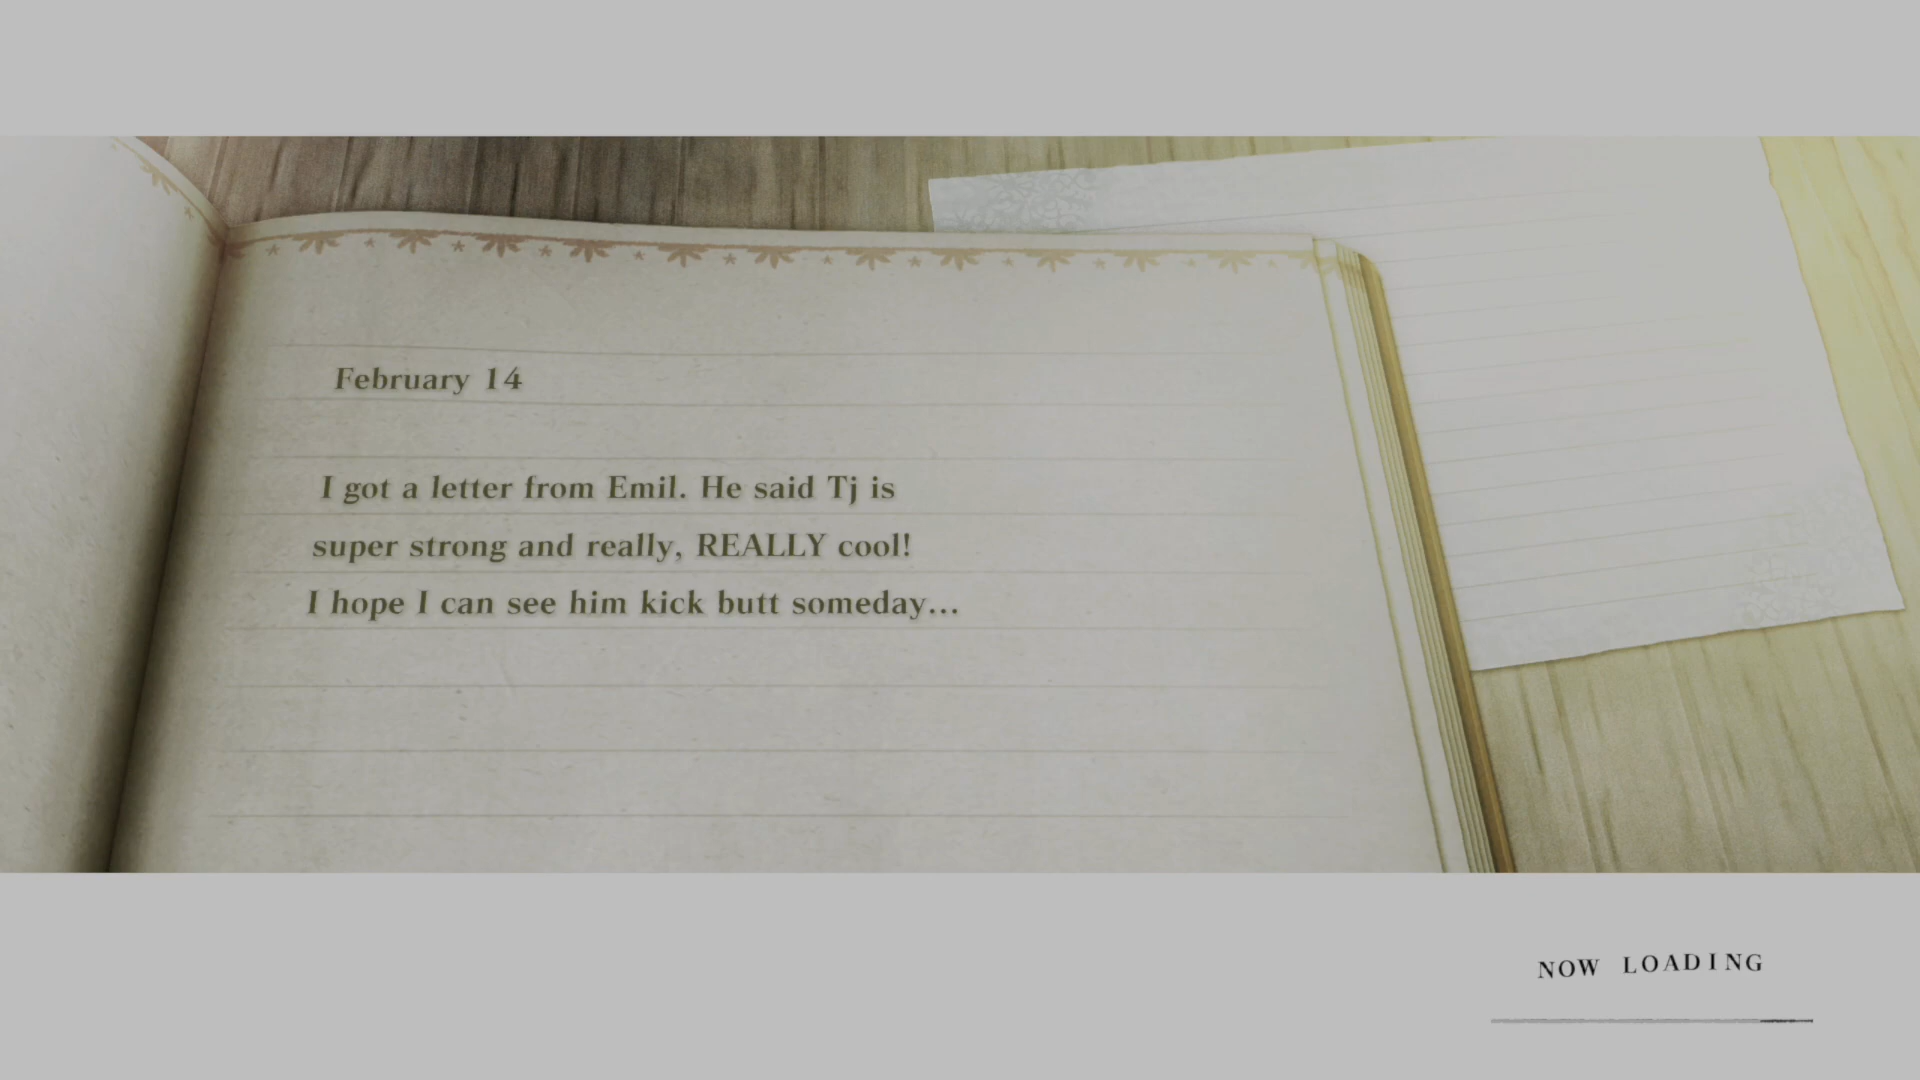 February 14
I got a letter from Emil. He said Tj is
super strong and really, REALLY cool!
I hope I can see him kick butt someday...
NOW LOADING